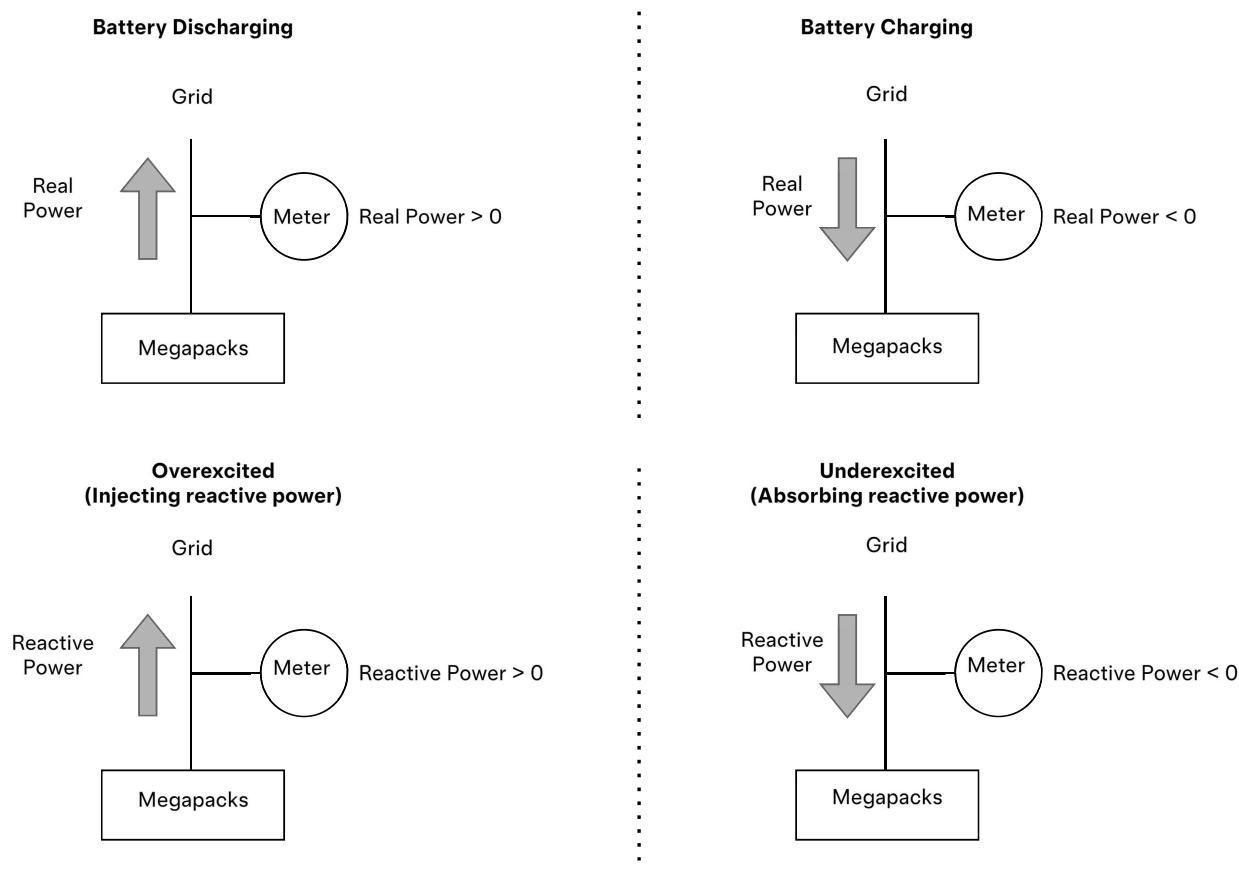 Battery Discharging
Grid
Real
Power
Meter
Real Power > 0
Megapacks
Battery Charging
Grid
Real
Power
Meter
Real Power < 0
Megapacks
Overexcited
(Injecting reactive power)
Grid
Reactive
Power
Meter
Reactive Power > 0
Megapacks
Underexcited
(Absorbing reactive power)
Grid
Reactive
Power
Meter
Reactive Power < 0
Megapacks